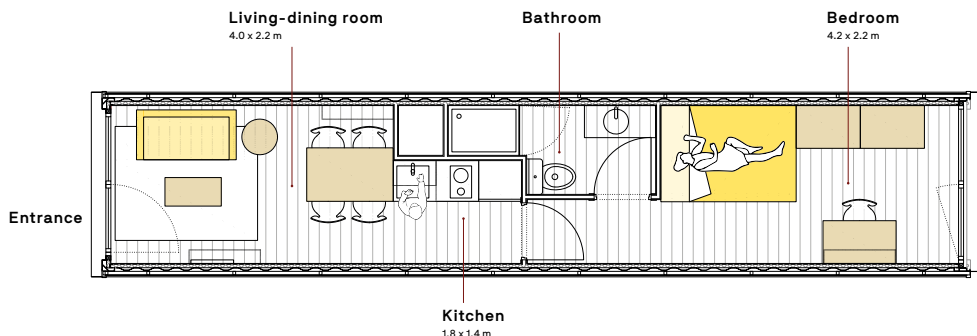 Living-dining room
4.0 x 2.2 m
Bathroom
Bedroom
4.2 x 2.2 m
Entrance
Kitchen
1.8 x 1.4 m